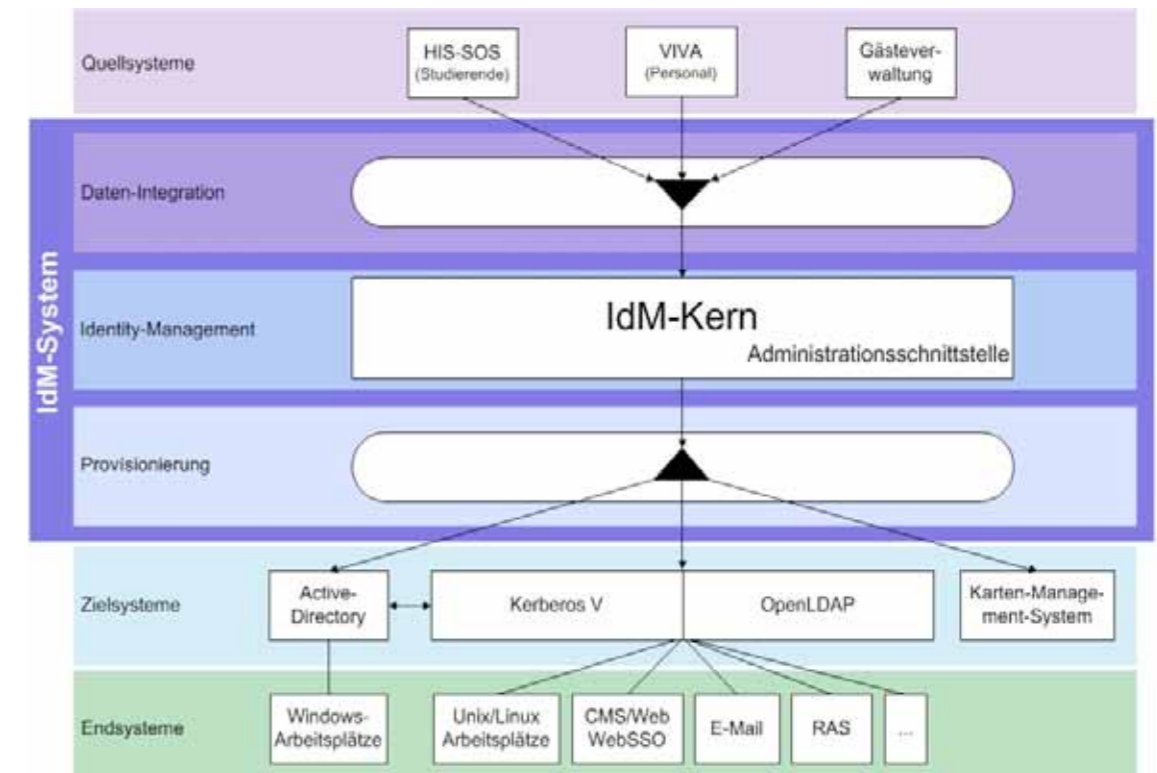 Quellsysteme
HIS-SOS
(Studierende)
VIVA
(Personal)
Gästever-
waltung
IdM-System
Daten-Integration
Identity-Management
IdM-Kern
Administrationsschnittstelle
Provisionierung
Zielsysteme
Active-
Directory
Kerberos V
OpenLDAP
Karten-Manage-
ment-System
Endsysteme
Windows-
Arbeitsplätze
Unix/Linux
Arbeitsplätze
CMS/Web
WebSSO
E-Mail
RAS
...